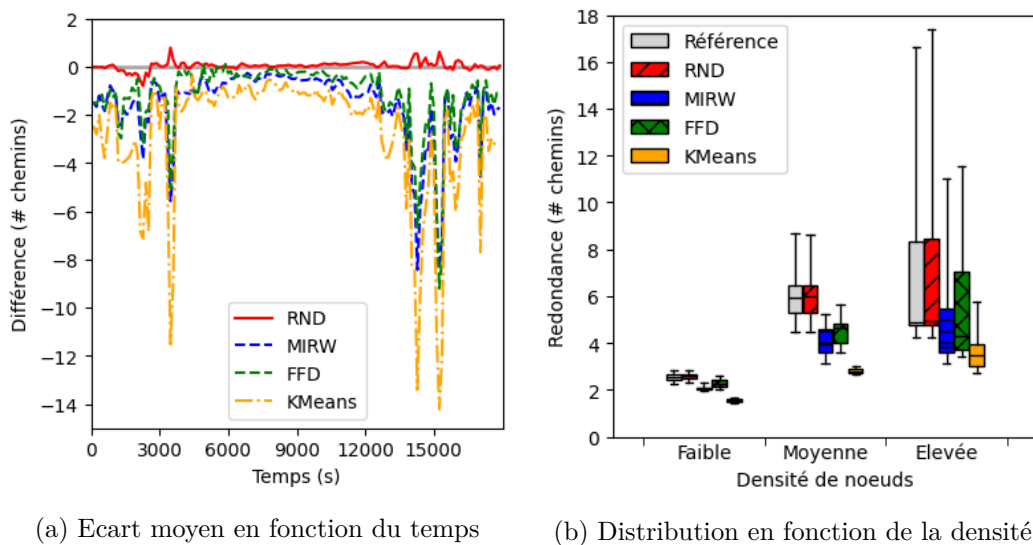 2
0
−2
−4
−6
−8
−10
−12
−14
Différence (# chemins)
RND
MIRW
FFD
KMeans
0
3000
6000
9000
12000
15000
Temps (s)
(a) Ecart moyen en fonction du temps
18
16
14
12
10
8
6
4
2
0
Redondance (# chemins)
Référence
RND
MIRW
FFD
KMeans
Faible
Moyenne
Elevée
Densité de noeuds
(b) Distribution en fonction de la densité